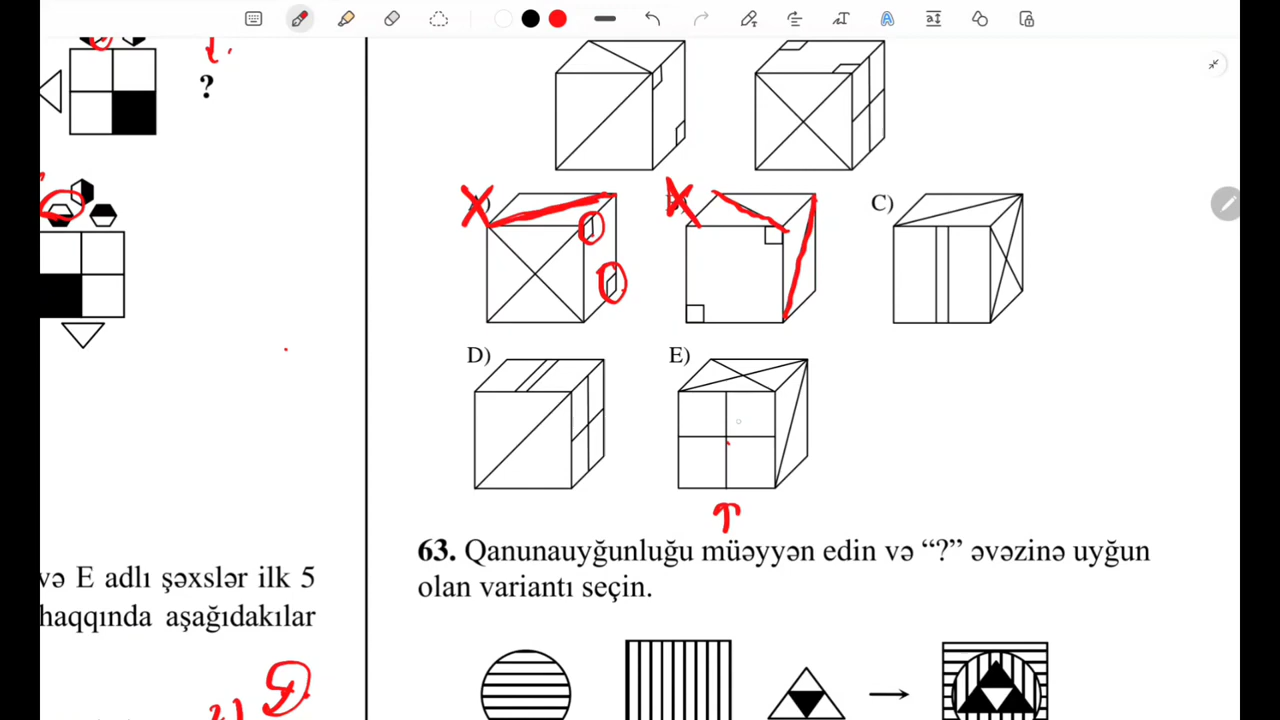 ?
C)
D)
E)
və E adlı şəxslər ilk 5
haqqında aşağıdakılar
63. Qanunauyğunluğu müəyyən edin və “?” əvəzinə uyğun
olan variantı seçin.